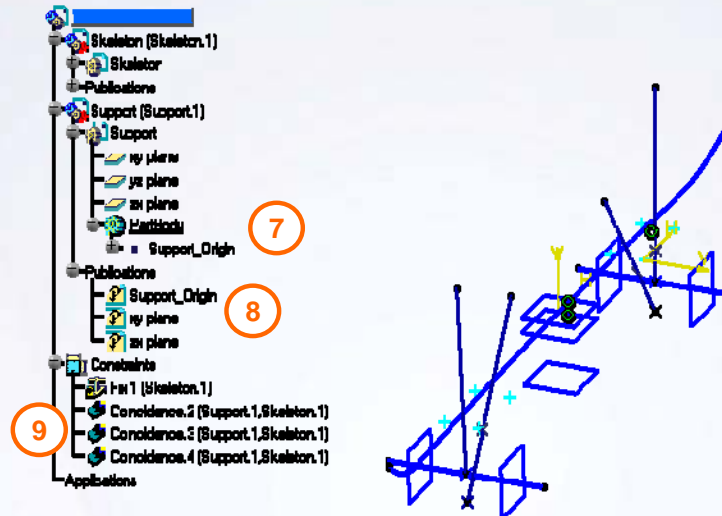 Skeleton (Skeleton.1)
Skeleton
Publications
Support (Support.1)
Support
xy plane
yz plane
zx plane
PartBody
7
Support_Origin
Publications
Support_Origin
8
xy plane
zx plane
Constraints
Fix.1 (Skeleton.1)
Coincidence.2 (Support.1,Skeleton.1)
9
Coincidence.3 (Support.1,Skeleton.1)
Coincidence.4 (Support.1,Skeleton.1)
Applications